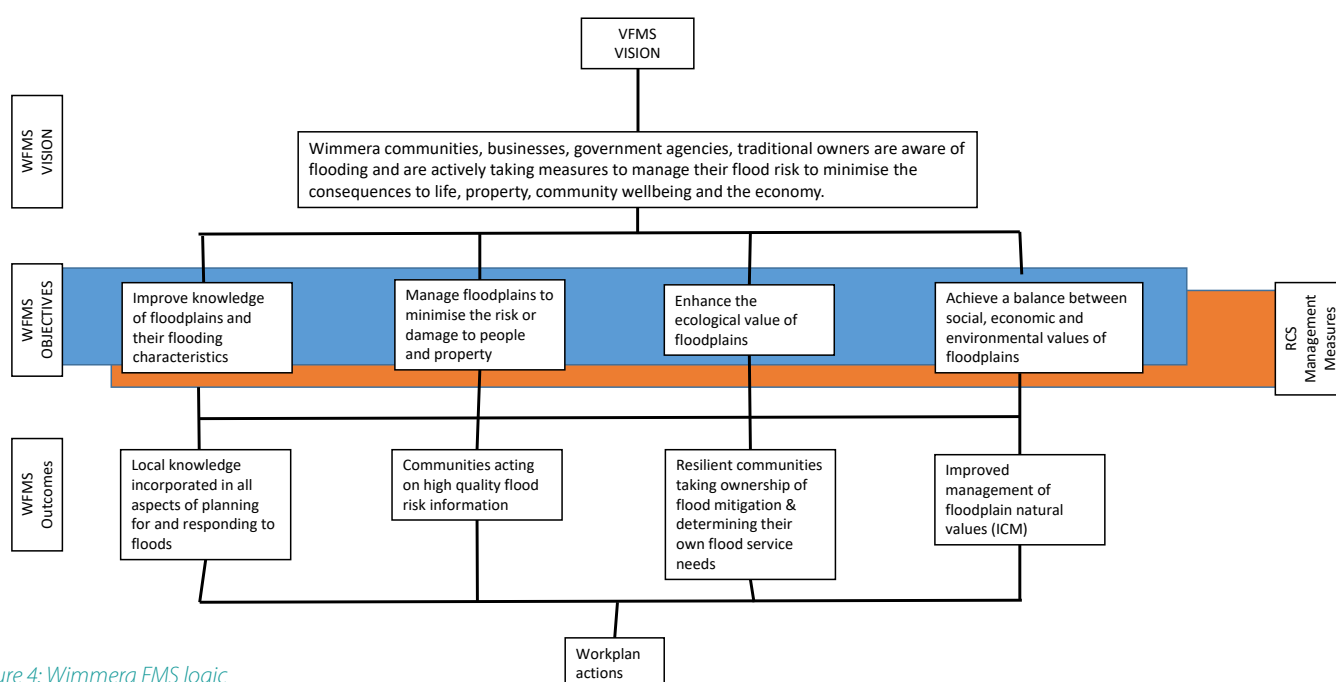 VFMS
VISION
WFMS
VISION
Wimmera communities, businesses, government agencies, traditional owners are aware of
flooding and are actively taking measures to manage their flood risk to minimise the
consequences to life, property, community wellbeing and the economy.
WFMS
OBJECTIVES
Improve knowledge
of floodplains and
their flooding
characteristics
Manage floodplains to
minimise the risk or
damage to people
and property
Enhance the
ecological value of
floodplains
Achieve a balance between
social, economic and
environmental values of
floodplains
RCS
Management
Measures
WFMS
Outcomes
Local knowledge
incorporated in all
aspects of planning
for and responding to
floods
Communities acting
on high quality flood
risk information
Resilient communities
taking ownership of
flood mitigation &
determining their
own flood service
needs
Improved
management of
floodplain natural
values (ICM)
Workplan
actions
ure 4: Wimmera FMS logic